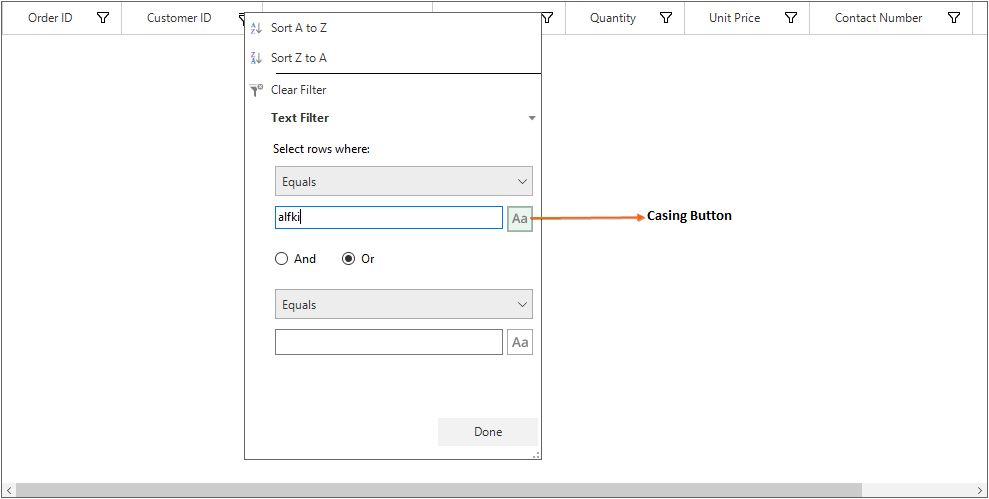 Order ID Customer ID Quantity Unit Price Contact Number
Sort A to Z
Sort Z to A
Clear Filter
Text Filter
Select rows where:
Equals
alfki Aa Casing Button
And Or
Equals
Aa
Done